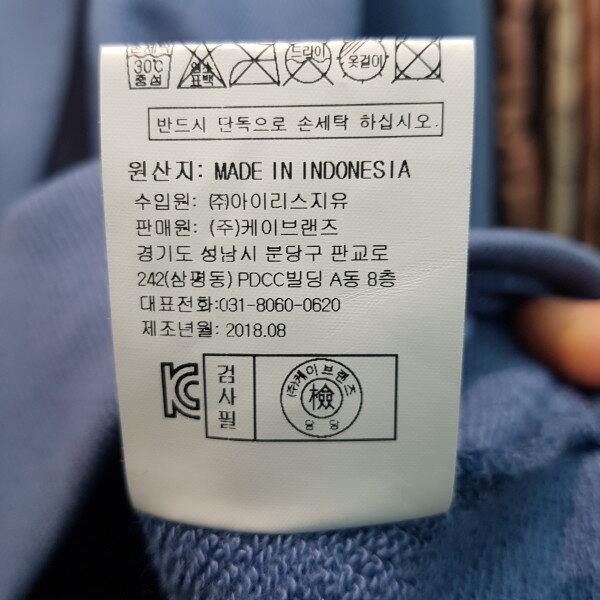 30℃
중성
염소
표백
드라이
옷걸이
반드시 단독으로 손세탁 하십시오.
원산지: MADE IN INDONESIA
수입원: ㈜아이리스지유
판매원: (주)케이브랜즈
경기도 성남시 분당구 판교로
242(삼평동) PDCC빌딩 A동 8층
대표전화:031-8060-0620
제조년월: 2018.08
검사필
(주)케이브랜즈
檢